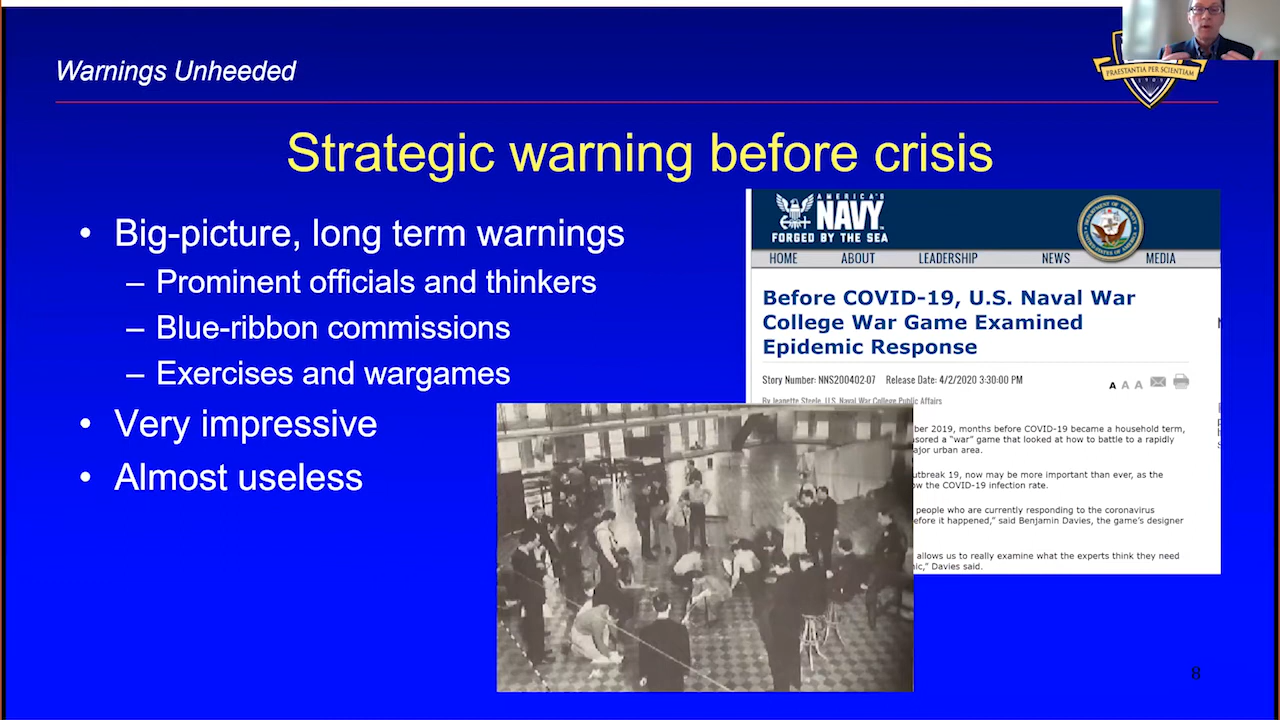 Warnings Unheeded
PRAESTANTIA PER SCIENTIAM
1909
Strategic warning before crisis
• Big-picture, long term warnings
– Prominent officials and thinkers
– Blue-ribbon commissions
– Exercises and wargames
• Very impressive
• Almost useless
AMERICA'S
NAVY
FORGED BY THE SEA
HOME ABOUT LEADERSHIP NEWS MEDIA
Before COVID-19, U.S. Naval War
College War Game Examined
Epidemic Response
Story Number: NNS200402-07 Release Date: 4/2/2020 3:30:00 PM
A A A
By Jeanette Steele, U.S. Naval War College Public Affairs
ber 2019, months before COVID-19 became a household term,
sored a “war” game that looked at how to battle to a rapidly
ajor urban area.
utbreak 19, now may be more important than ever, as the
ow the COVID-19 infection rate.
people who are currently responding to the coronavirus
efore it happened,” said Benjamin Davies, the game's designer
allows us to really examine what the experts think they need
ic,” Davies said.
8